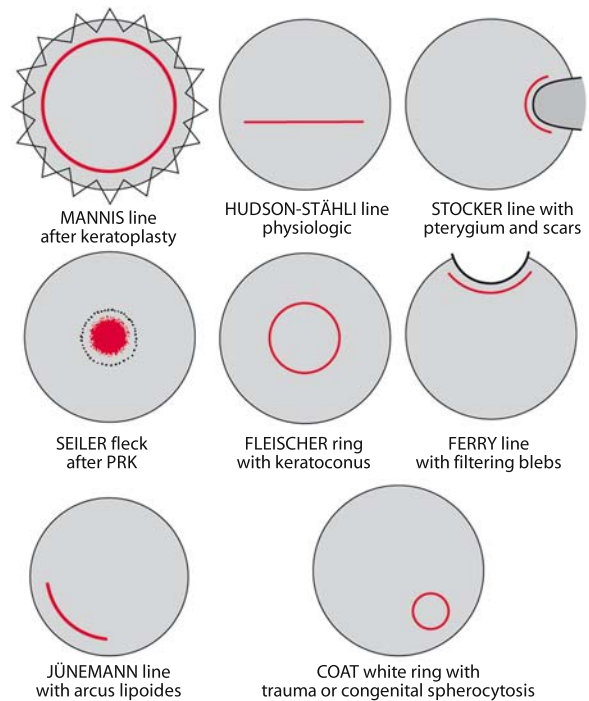 MANNIS line
after keratoplasty
HUDSON-STÄHLI line
physiologic
STOCKER line with
pterygium and scars
SEILER fleck
after PRK
FLEISCHER ring
with keratoconus
FERRY line
with filtering blebs
JÜNEMANN line
with arcus lipoides
COAT white ring with
trauma or congenital spherocytosis